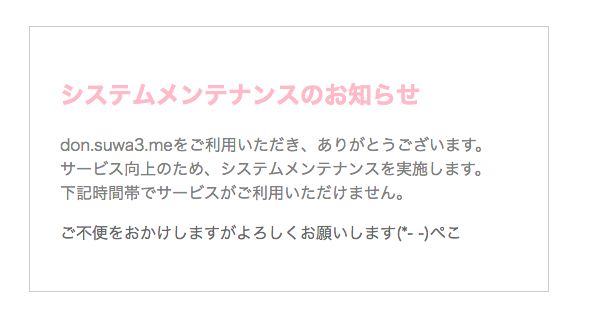 システムメンテナンスのお知らせ
don.suwa3.meをご利用いただき、ありがとうございます。
サービス向上のため、システムメンテナンスを実施します。
下記時間帯でサービスがご利用いただけません。
ご不便をおかけしますがよろしくお願いします(*- -)ぺこ